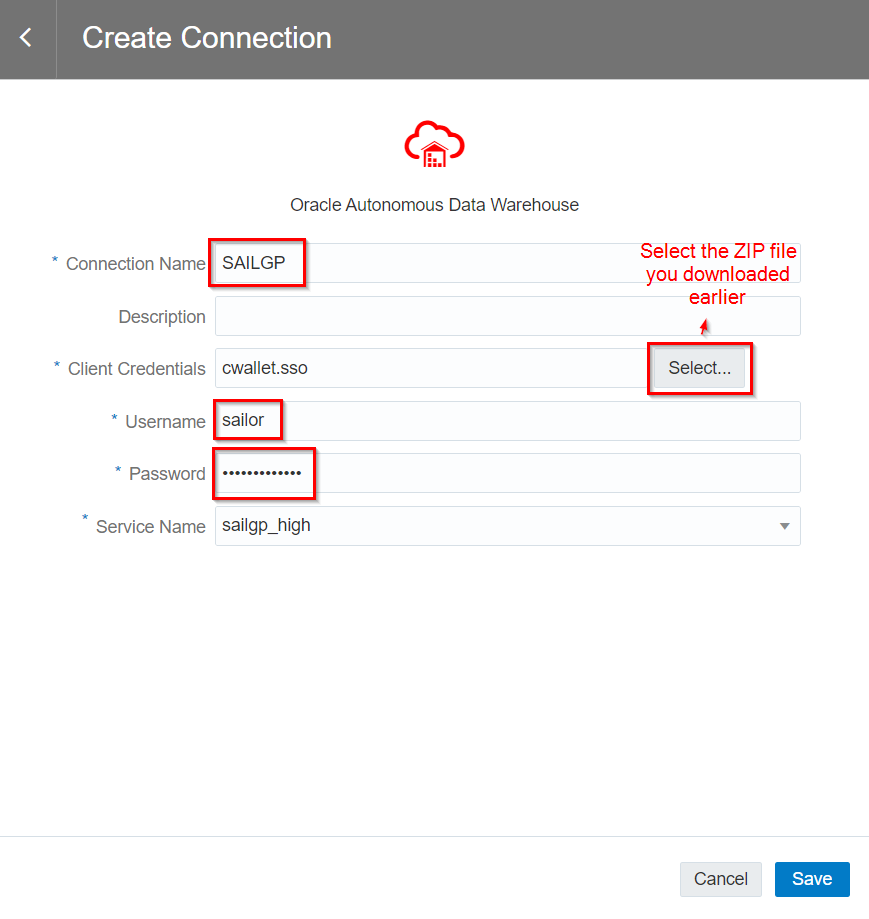 Create Connection
Oracle Autonomous Data Warehouse
* Connection Name SAILGP
Select the ZIP file
you downloaded
earlier
Description
* Client Credentials cwallet.sso Select...
* Username sailor
* Password •••••••••••••
* Service Name sailgp_high
Cancel Save